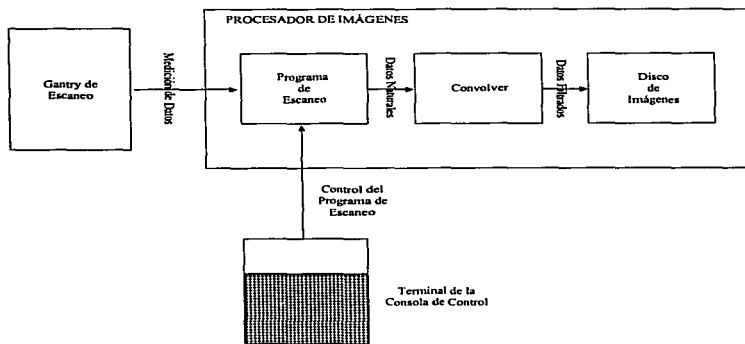 PROCESADOR DE IMÁGENES
Gantry de
Escaneo
Medición de Datos
Programa
de
Escaneo
Datos Naturales
Convolver
Datos Filtrados
Disco
de
Imágenes
Control del
Programa de
Escaneo
Terminal de la
Consola de Control